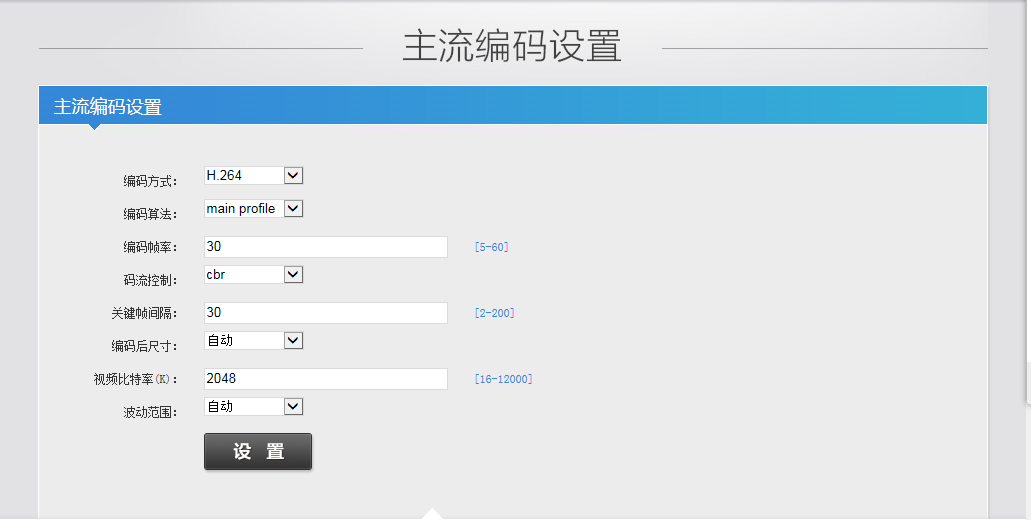 主流编码设置
主流编码设置
编码方式： H.264
编码算法： main profile
编码帧率： 30 [5-60]
码流控制： cbr
关键帧间隔： 30 [2-200]
编码后尺寸： 自动
视频比特率(K)： 2048 [16-12000]
波动范围： 自动
设 置